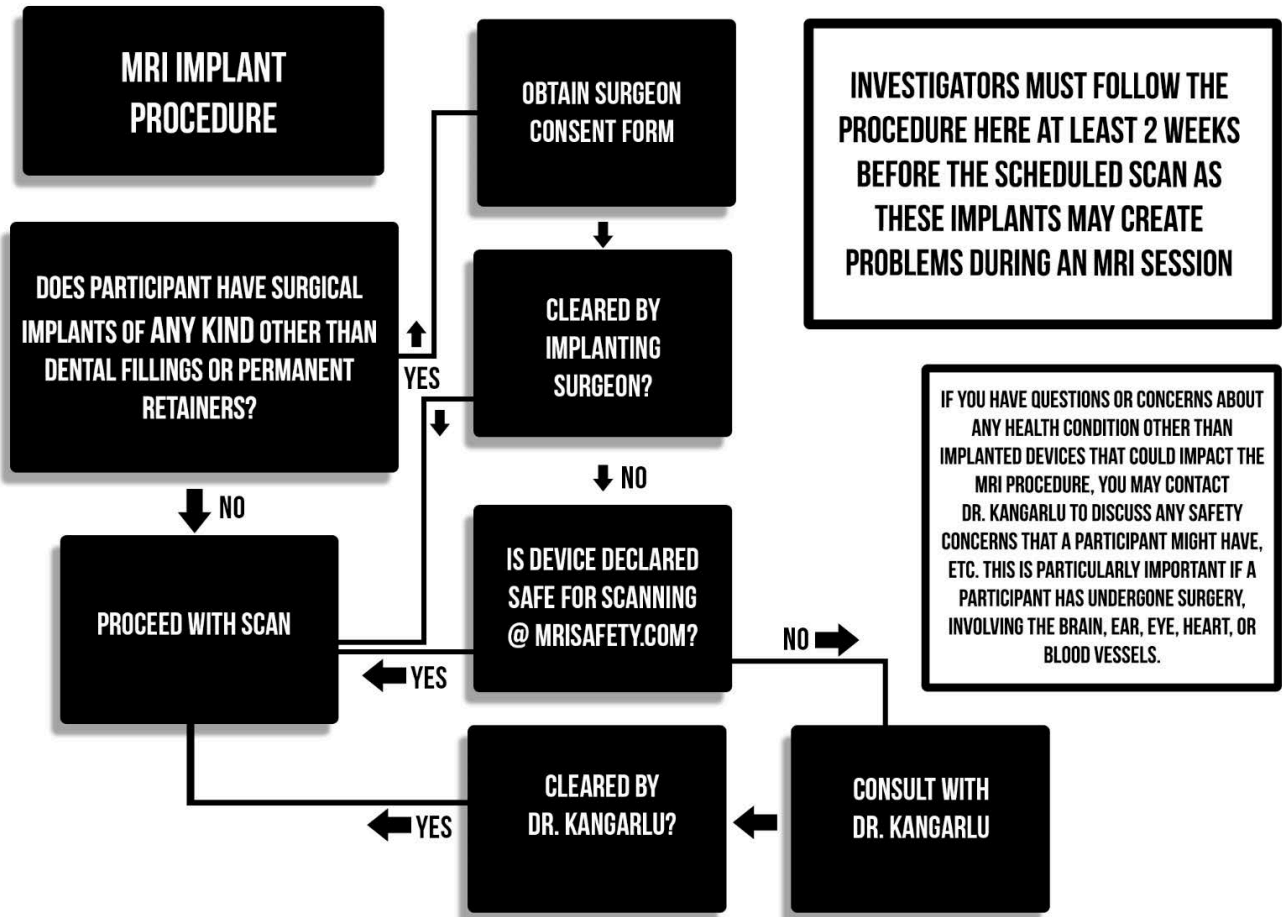 MRI IMPLANT
PROCEDURE
DOES PARTICIPANT HAVE SURGICAL
IMPLANTS OF ANY KIND OTHER THAN
DENTAL FILLINGS OR PERMANENT
RETAINERS?
YES
NO
OBTAIN SURGEON
CONSENT FORM
CLEARED BY
IMPLANTING
SURGEON?
NO
IS DEVICE DECLARED
SAFE FOR SCANNING
@ MRISAFETY.COM?
YES
NO
PROCEED WITH SCAN
CONSULT WITH
DR. KANGARLU
CLEARED BY
DR. KANGARLU?
YES
INVESTIGATORS MUST FOLLOW THE
PROCEDURE HERE AT LEAST 2 WEEKS
BEFORE THE SCHEDULED SCAN AS
THESE IMPLANTS MAY CREATE
PROBLEMS DURING AN MRI SESSION
IF YOU HAVE QUESTIONS OR CONCERNS ABOUT
ANY HEALTH CONDITION OTHER THAN
IMPLANTED DEVICES THAT COULD IMPACT THE
MRI PROCEDURE, YOU MAY CONTACT
DR. KANGARLU TO DISCUSS ANY SAFETY
CONCERNS THAT A PARTICIPANT MIGHT HAVE,
ETC. THIS IS PARTICULARLY IMPORTANT IF A
PARTICIPANT HAS UNDERGONE SURGERY,
INVOLVING THE BRAIN, EAR, EYE, HEART, OR
BLOOD VESSELS.